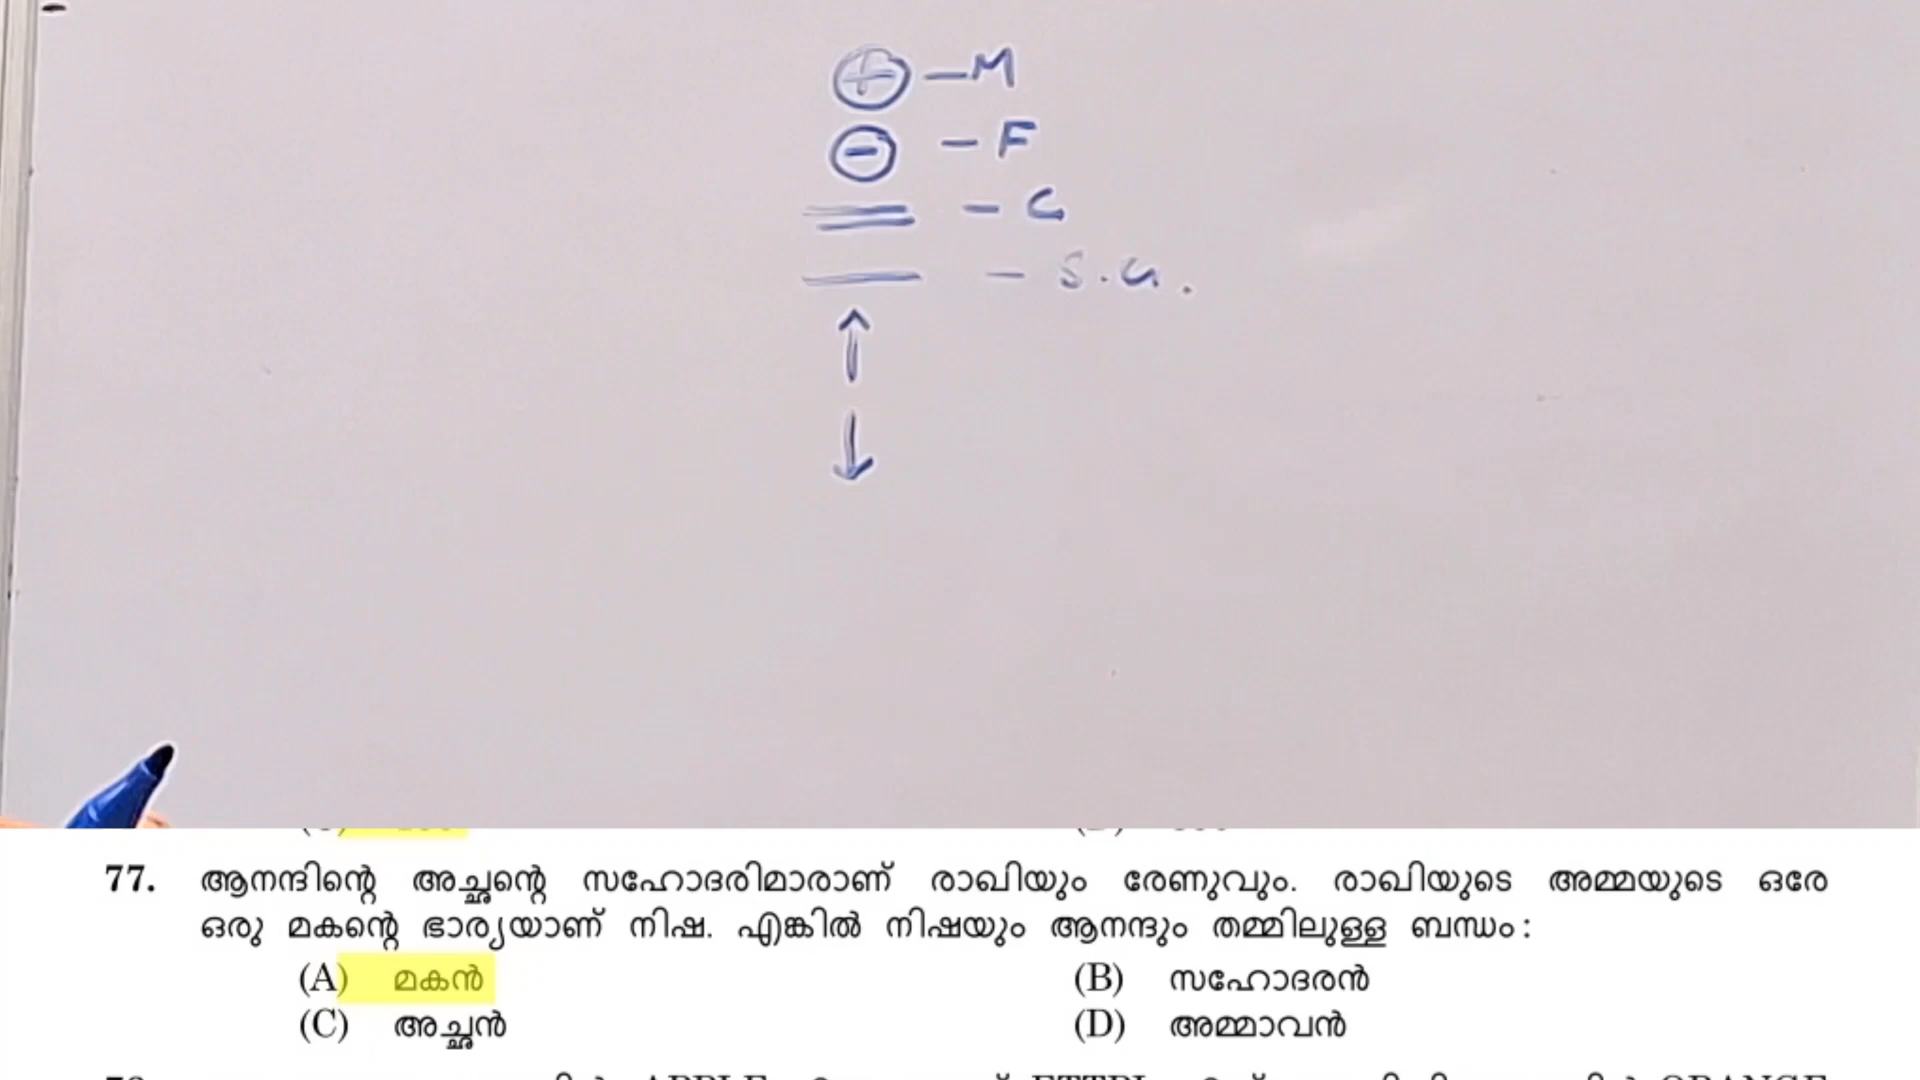 ⊕ – M
⊖ – F
= – C
— – S.G.
↑
↓
77. ആനന്ദിന്റെ അച്ഛന്റെ സഹോദരിമാരാണ് രാഖിയും രേണുവും. രാഖിയുടെ അമ്മയുടെ ഒരേ
ഒരു മകന്റെ ഭാര്യയാണ് നിഷ. എങ്കിൽ നിഷയും ആനന്ദും തമ്മിലുള്ള ബന്ധം :
(A) മകൻ (B) സഹോദരൻ
(C) അച്ഛൻ (D) അമ്മാവൻ